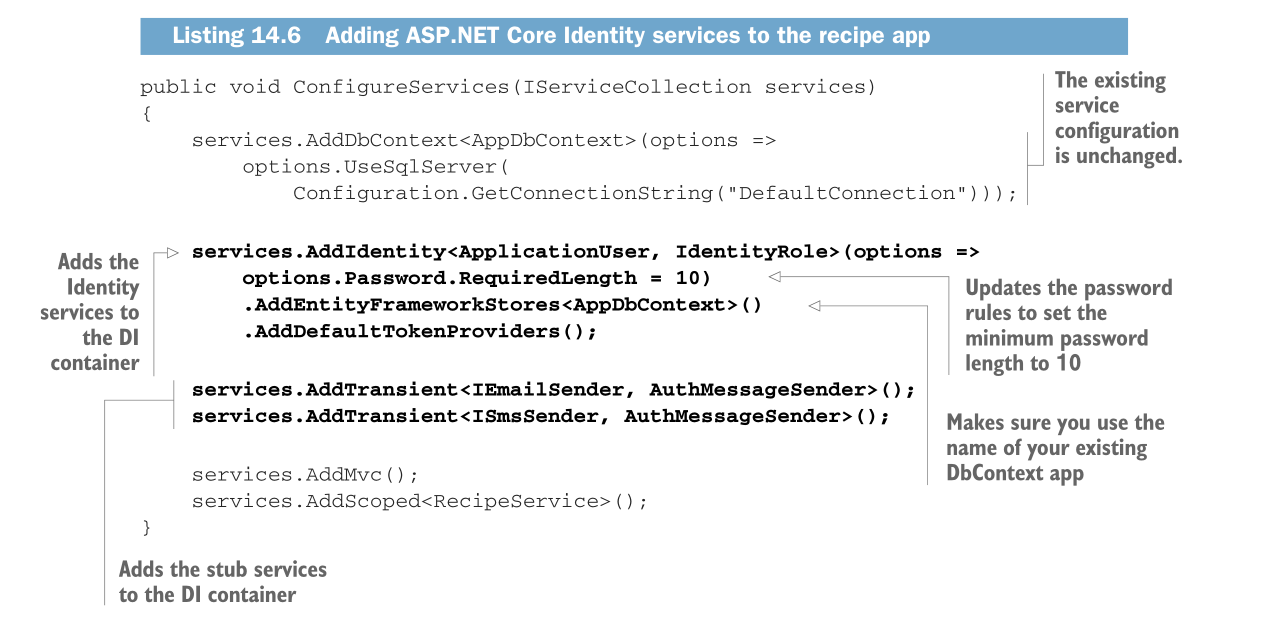 Listing 14.6 Adding ASP.NET Core Identity services to the recipe app
public void ConfigureServices(IServiceCollection services)
{
    services.AddDbContext<AppDbContext>(options =>
        options.UseSqlServer(
            Configuration.GetConnectionString("DefaultConnection")));
The existing
service
configuration
is unchanged.
    services.AddIdentity<ApplicationUser, IdentityRole>(options =>
        options.Password.RequiredLength = 10)
        .AddEntityFrameworkStores<AppDbContext>()
        .AddDefaultTokenProviders();
Adds the
Identity
services to
the DI
container
Updates the password
rules to set the
minimum password
length to 10
    services.AddTransient<IEmailSender, AuthMessageSender>();
    services.AddTransient<ISmsSender, AuthMessageSender>();
Makes sure you use the
name of your existing
DbContext app
    services.AddMvc();
    services.AddScoped<RecipeService>();
}
Adds the stub services
to the DI container